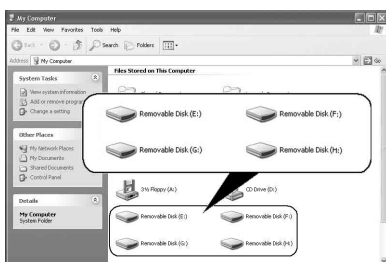 My Computer
File Edit View Favorites Tools Help
Back Search Folders
Address My Computer Go
System Tasks
View system information
Add or remove program
Change a setting
Other Places
My Network Places
My Documents
Shared Documents
Control Panel
Details
My Computer
System Folder
Files Stored on This Computer
Removable Disk (E:) Removable Disk (F:)
Removable Disk (G:) Removable Disk (H:)
3½ Floppy (A:) CD Drive (D:)
Removable Disk (E:) Removable Disk (F:)
Removable Disk (G:) Removable Disk (H:)